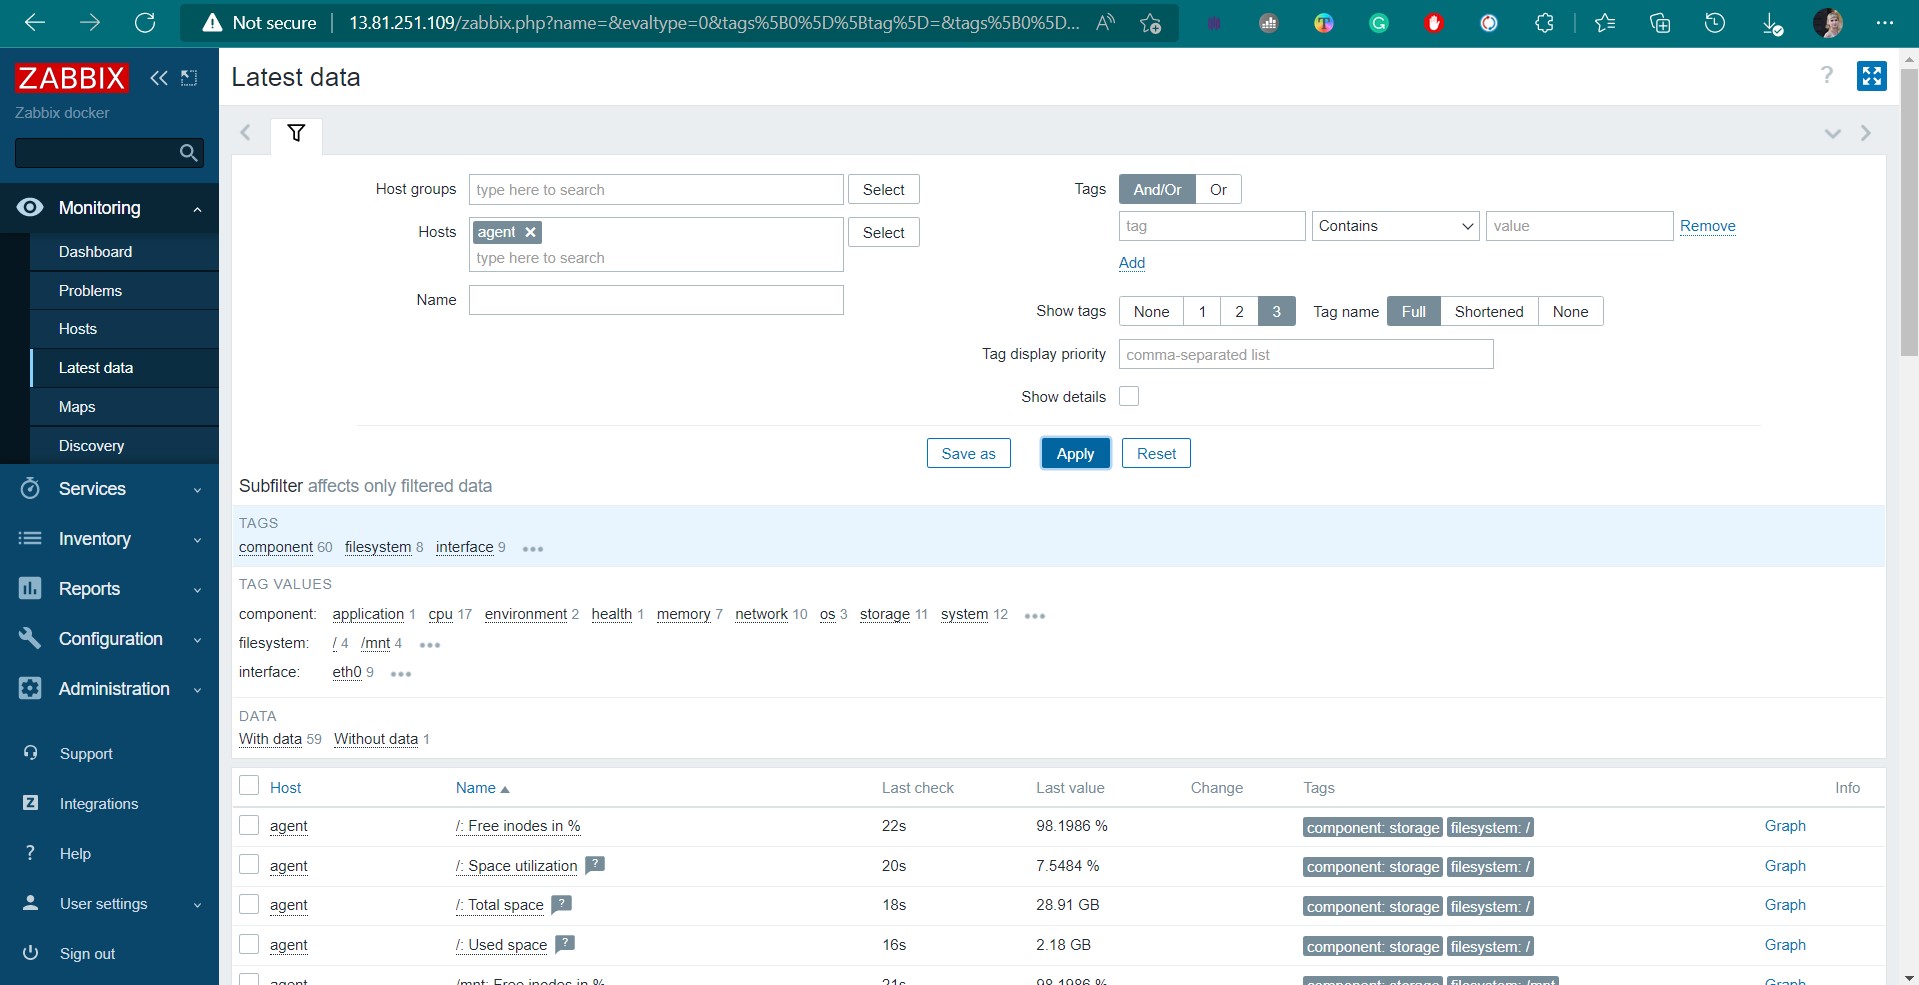 Not secure
13.81.251.109/zabbix.php?name=&evaltype=0&tags%5B0%5D%5Btag%5D=&tags%5B0%5D...
ZABBIX
Zabbix docker
Monitoring
Dashboard
Problems
Hosts
Latest data
Maps
Discovery
Services
Inventory
Reports
Configuration
Administration
Support
Integrations
Help
User settings
Sign out
Latest data
?
Host groups type here to search Select
Hosts agent Select
type here to search
Name
Tags And/Or Or
tag Contains value Remove
Add
Show tags None 1 2 3 Tag name Full Shortened None
Tag display priority comma-separated list
Show details
Save as Apply Reset
Subfilter affects only filtered data
TAGS
component 60 filesystem 8 interface 9
TAG VALUES
component: application 1 cpu 17 environment 2 health 1 memory 7 network 10 os 3 storage 11 system 12
filesystem: / 4 /mnt 4
interface: eth0 9
DATA
With data 59 Without data 1
Host Name Last check Last value Change Tags Info
agent /: Free inodes in % 22s 98.1986 % component: storage filesystem: / Graph
agent /: Space utilization ? 20s 7.5484 % component: storage filesystem: / Graph
agent /: Total space ? 18s 28.91 GB component: storage filesystem: / Graph
agent /: Used space ? 16s 2.18 GB component: storage filesystem: / Graph
agent /mnt: Free inodes in % 21s 98.1986 % component: storage filesystem: /mnt Graph